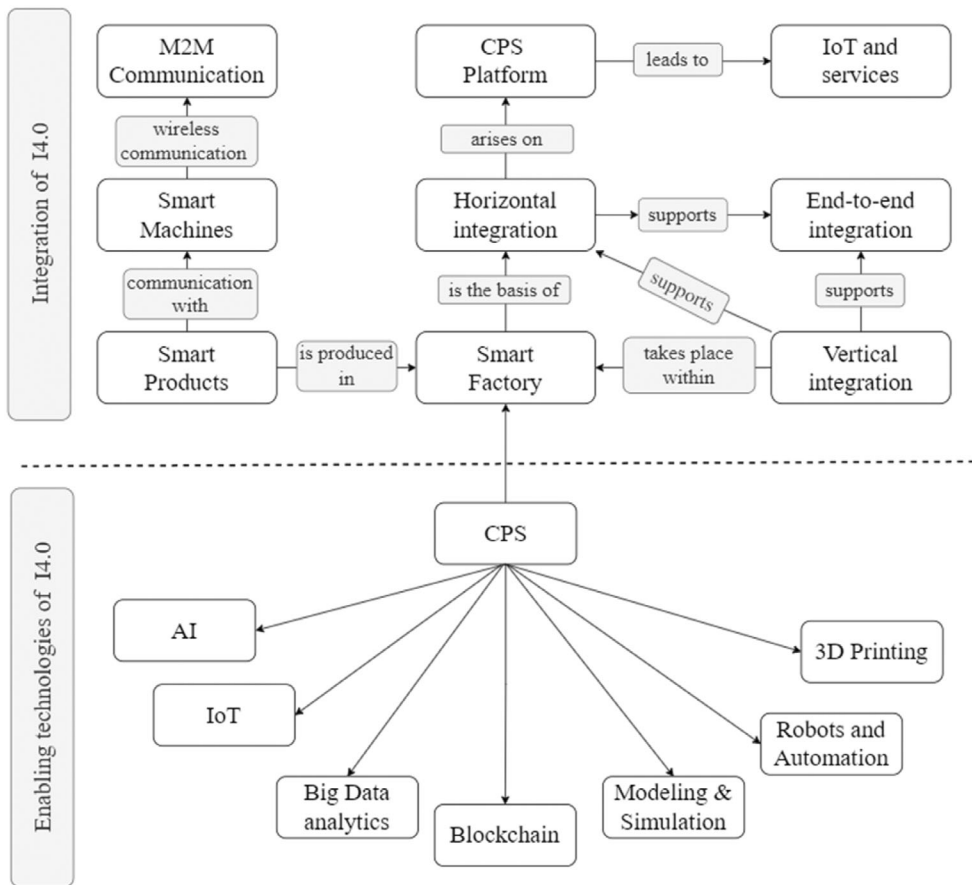 Integration of I4.0
M2M
Communication
CPS
Platform
leads to
IoT and
services
wireless
communication
arises on
Smart
Machines
Horizontal
integration
supports
End-to-end
integration
communication
with
is the basis of
supports
supports
Smart
Products
is produced
in
Smart
Factory
takes place
within
Vertical
integration
Enabling technologies of I4.0
CPS
AI
3D Printing
IoT
Robots and
Automation
Big Data
analytics
Blockchain
Modeling &
Simulation